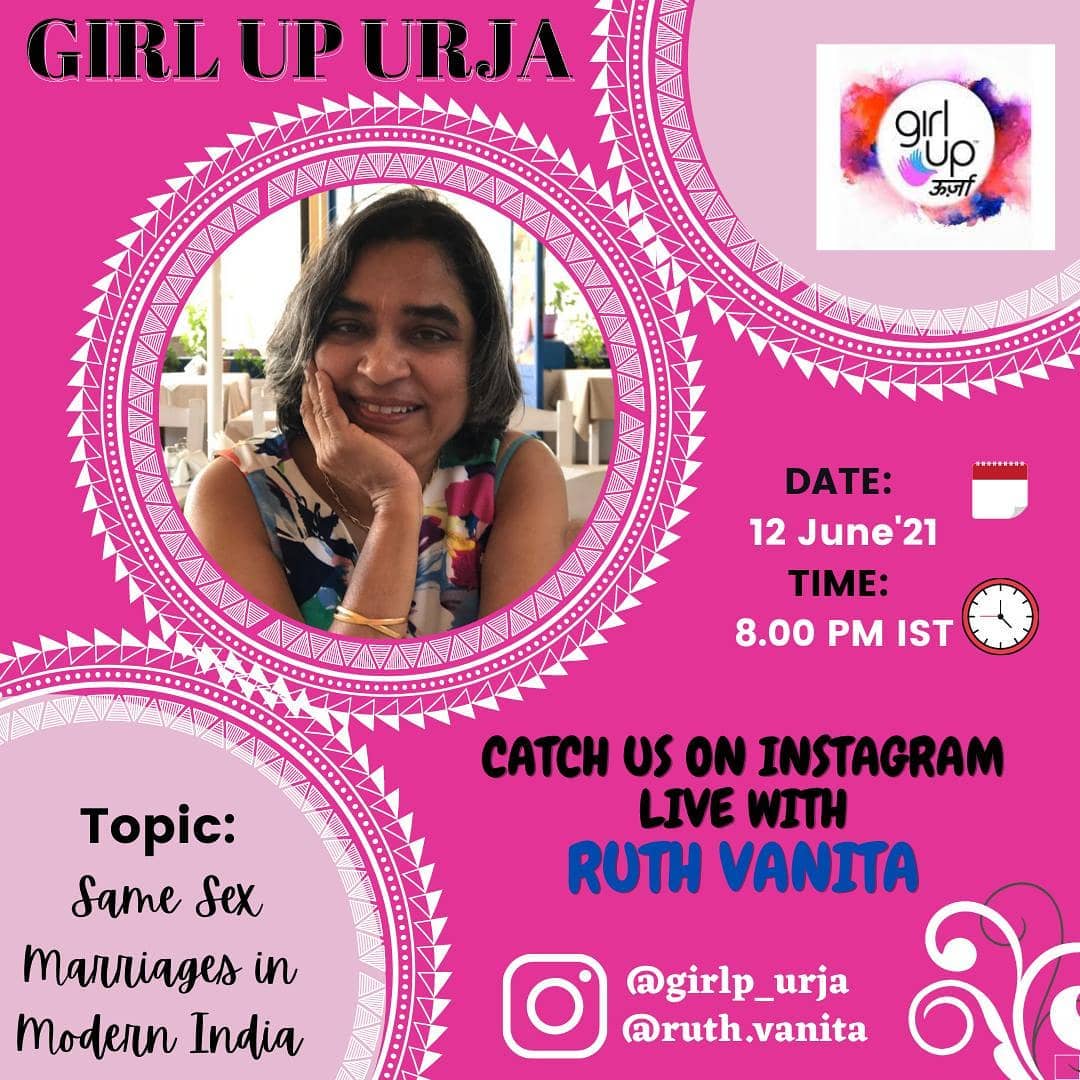 GIRL UP URJA
girl
up
ऊर्जा
DATE:
12 June'21
TIME:
8.00 PM IST
CATCH US ON INSTAGRAM
LIVE WITH
RUTH VANITA
Topic:
Same Sex
Marriages in
Modern India
@girlp_urja
@ruth.vanita